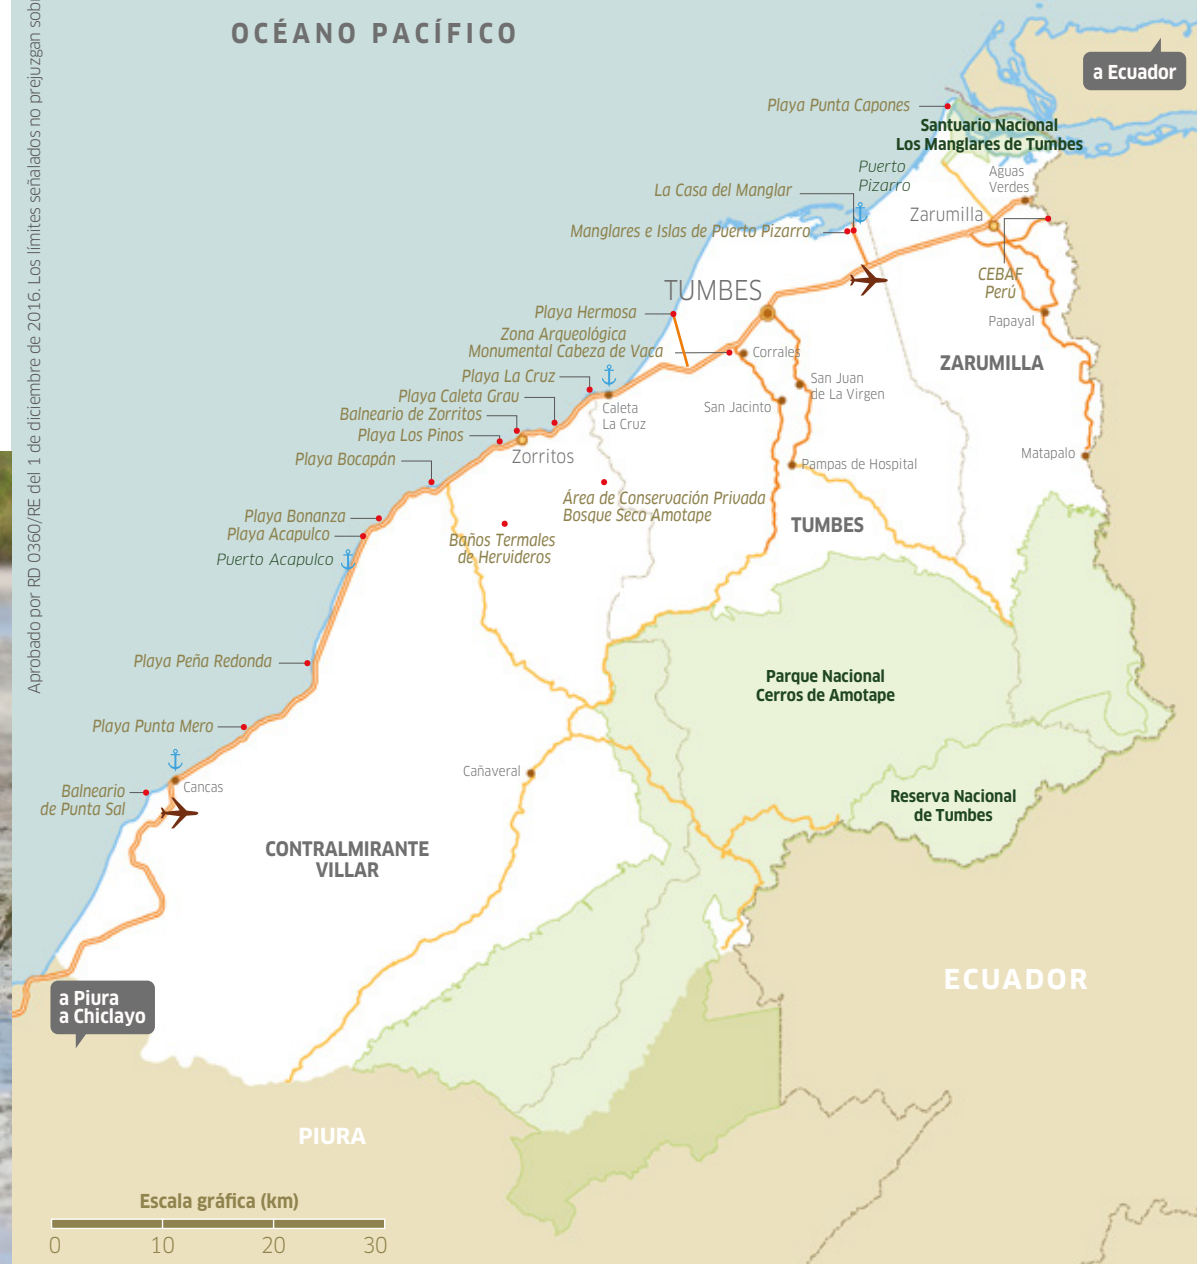 Aprobado por RD 0360/RE del 1 de diciembre de 2016. Los límites señalados no prejuzgan
OCÉANO PACÍFICO
a Ecuador
Playa Punta Capones
Santuario Nacional
Los Manglares de Tumbes
Puerto
Pizarro
Aguas
Verdes
La Casa del Manglar
Zarumilla
Manglares e Islas de Puerto Pizarro
CEBAF
Perú
TUMBES
Playa Hermosa
Papayal
Zona Arqueológica
Monumental Cabeza de Vaca
Corrales
ZARUMILLA
Playa La Cruz
San Juan
de La Virgen
Playa Caleta Grau
Caleta
La Cruz
San Jacinto
Balneario de Zorritos
Playa Los Pinos
Zorritos
Matapalo
Playa Bocapán
Pampas de Hospital
Área de Conservación Privada
Bosque Seco Amotape
Playa Bonanza
TUMBES
Playa Acapulco
Baños Termales
de Hervideros
Puerto Acapulco
Playa Peña Redonda
Parque Nacional
Cerros de Amotape
Playa Punta Mero
Cañaveral
Cancas
Balneario
de Punta Sal
Reserva Nacional
de Tumbes
CONTRALMIRANTE
VILLAR
ECUADOR
a Piura
a Chiclayo
PIURA
Escala gráfica (km)
0 10 20 30